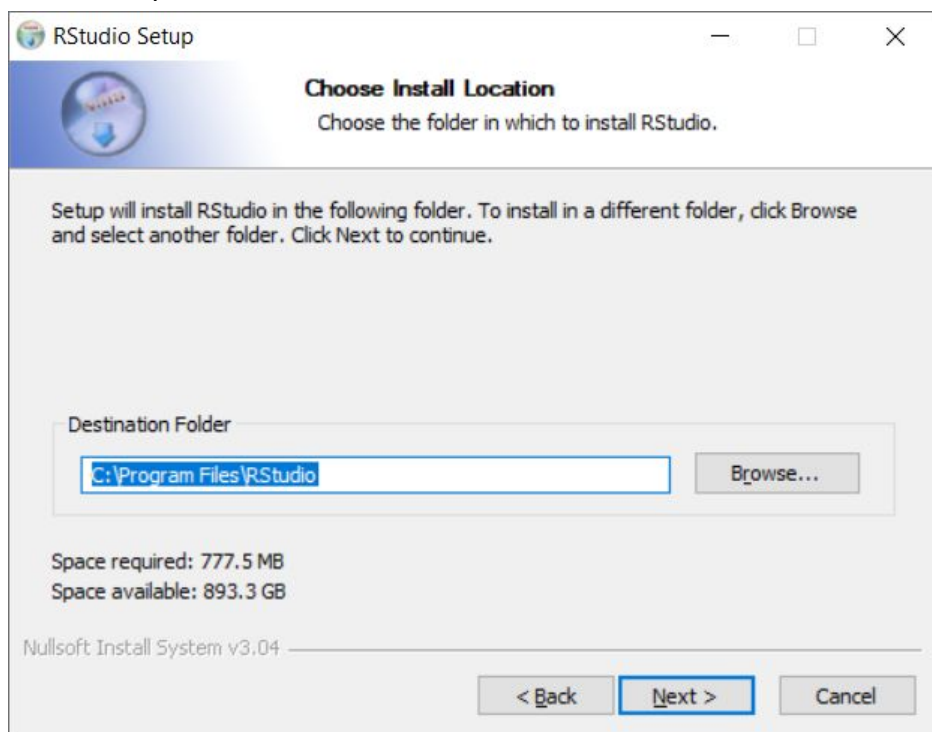 RStudio Setup
Choose Install Location
Choose the folder in which to install RStudio.
Setup will install RStudio in the following folder. To install in a different folder, click Browse
and select another folder. Click Next to continue.
Destination Folder
C:\Program Files\RStudio
Browse...
Space required: 777.5 MB
Space available: 893.3 GB
Nullsoft Install System v3.04
< Back
Next >
Cancel